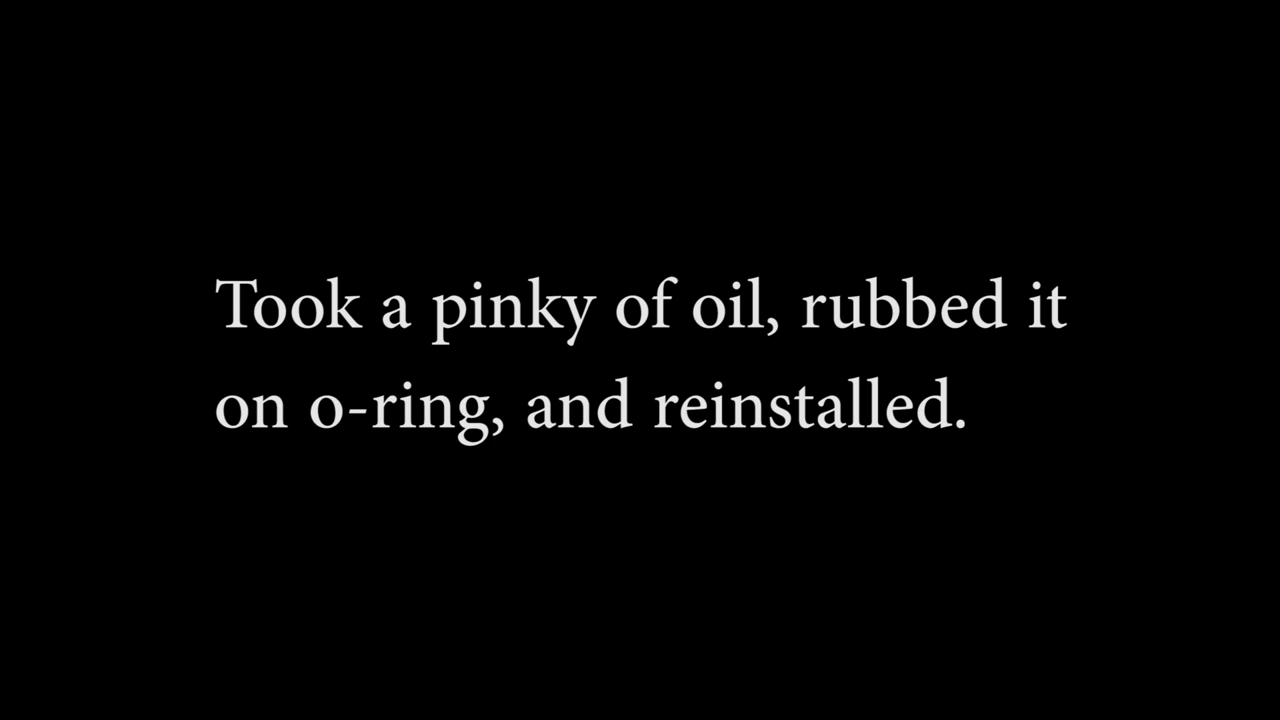 Took a pinky of oil, rubbed it
on o-ring, and reinstalled.